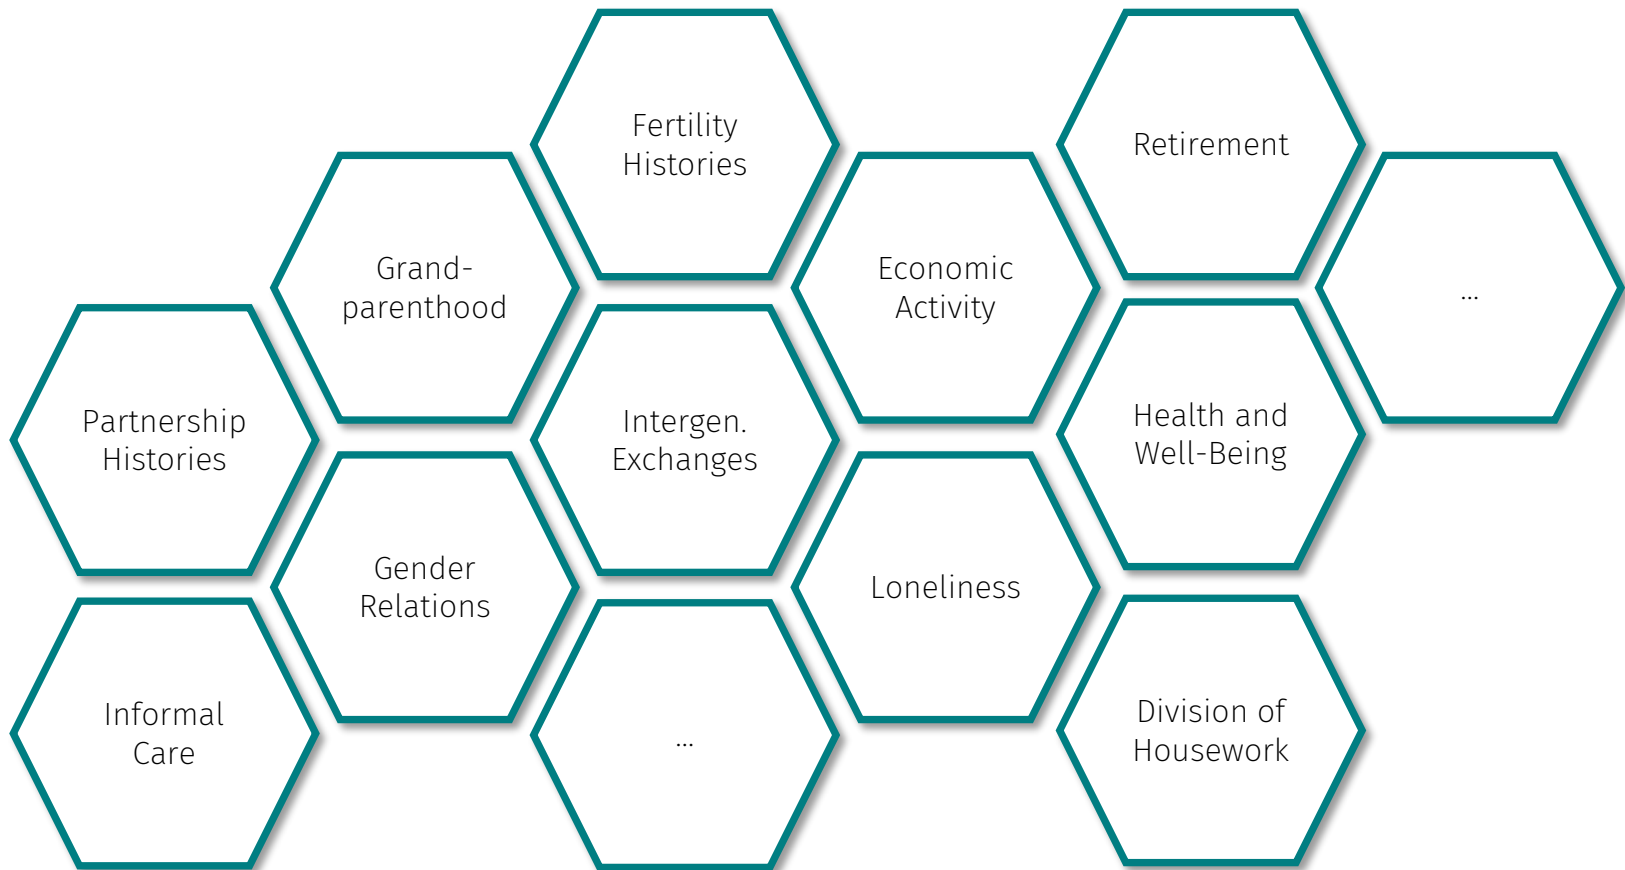 Fertility
Histories
Retirement
Grand-
parenthood
Economic
Activity
...
Partnership
Histories
Intergen.
Exchanges
Health and
Well-Being
Gender
Relations
Loneliness
Informal
Care
...
Division of
Housework